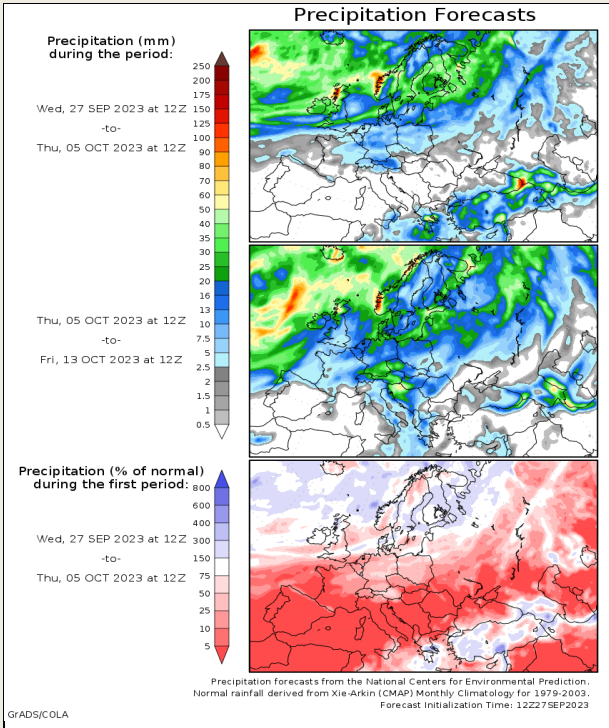 Precipitation Forecasts
Precipitation (mm)
during the period:
Wed, 27 SEP 2023 at 12Z
-to-
Thu, 05 OCT 2023 at 12Z
250
200
175
150
125
100
90
80
70
60
50
40
35
30
25
20
16
13
10
7.5
5
2.5
2
1.5
1
0.5
Thu, 05 OCT 2023 at 12Z
-to-
Fri, 13 OCT 2023 at 12Z
Precipitation (% of normal)
during the first period:
800
600
400
300
150
75
50
25
10
5
Wed, 27 SEP 2023 at 12Z
-to-
Thu, 05 OCT 2023 at 12Z
Precipitation forecasts from the National Centers for Environmental Prediction.
Normal rainfall derived from Xie-Arkin (CMAP) Monthly Climatology for 1979-2003.
Forecast Initialization Time: 12Z27SEP2023
GrADS/COLA